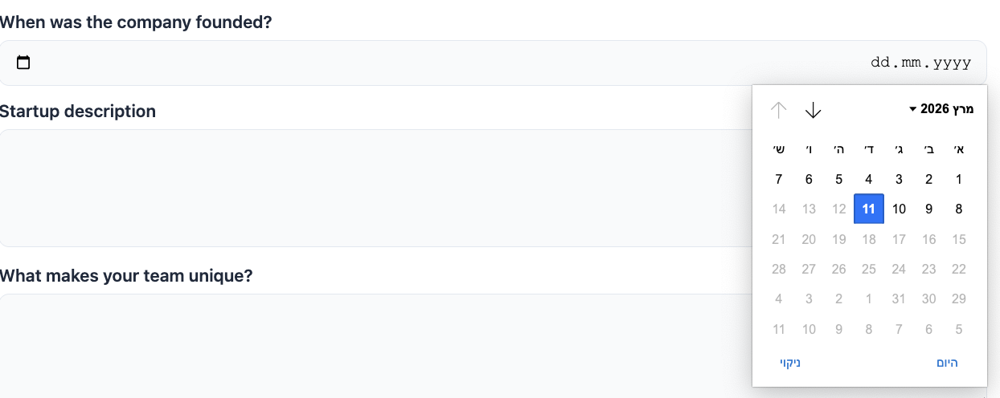 When was the company founded?
dd.mm.yyyy
Startup description
What makes your team unique?
מרץ 2026
א׳ ב׳ ג׳ ד׳ ה׳ ו׳ ש׳
1 2 3 4 5 6 7
8 9 10 11 12 13 14
15 16 17 18 19 20 21
22 23 24 25 26 27 28
29 30 31 1 2 3 4
5 6 7 8 9 10 11
היום ניקוי